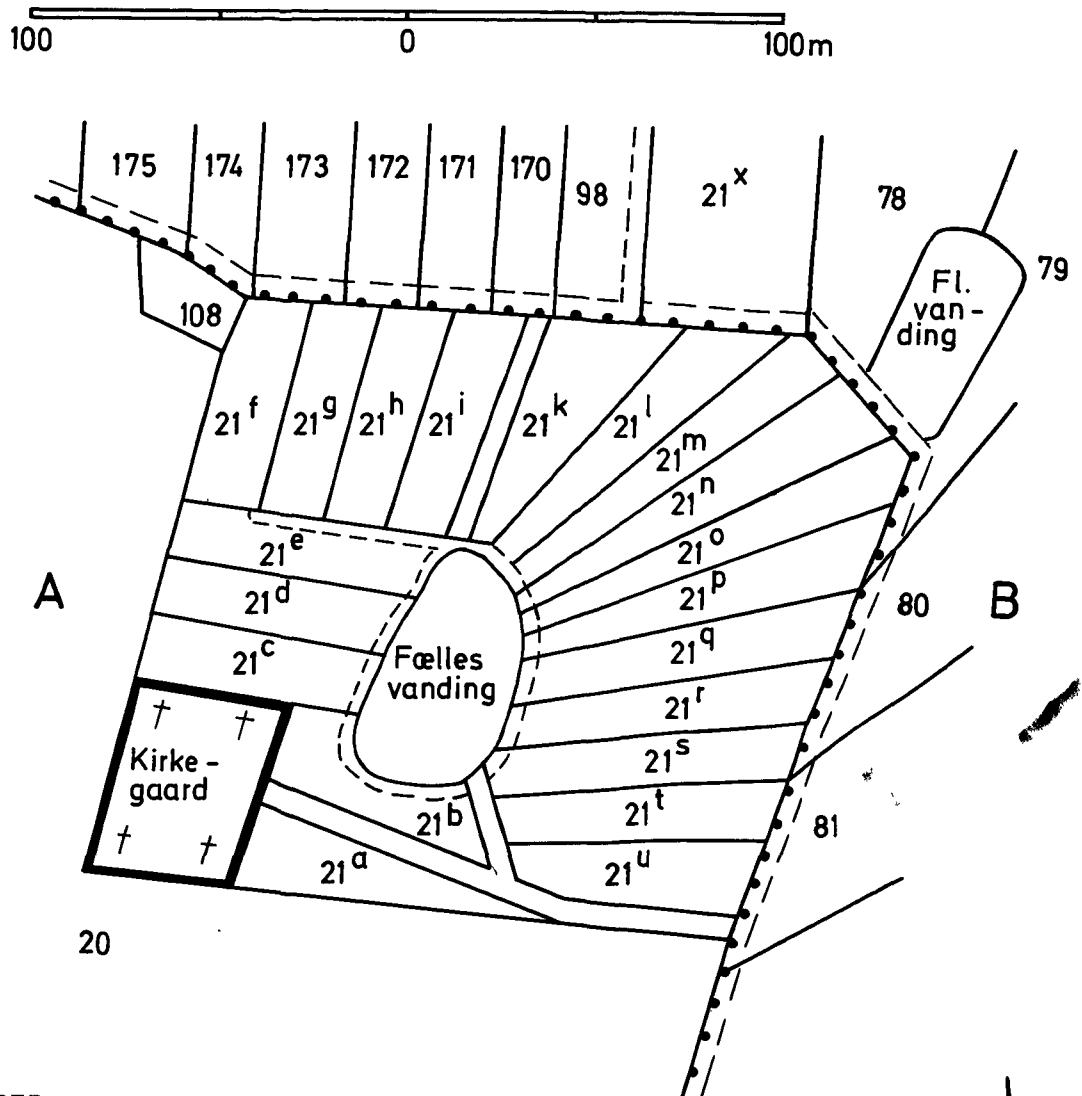 100 0 100m
175 174 173 172 171 170 98 21x 78
79
Fl.
van-
ding
108
21f 21g 21h 21i 21k 21l
21m
21n
21o
21e
21p
21d
80
A B
21q
21c
Fælles
vanding
21r
Kirke-
gaard
21s
21t
21b
81
21a 21u
20